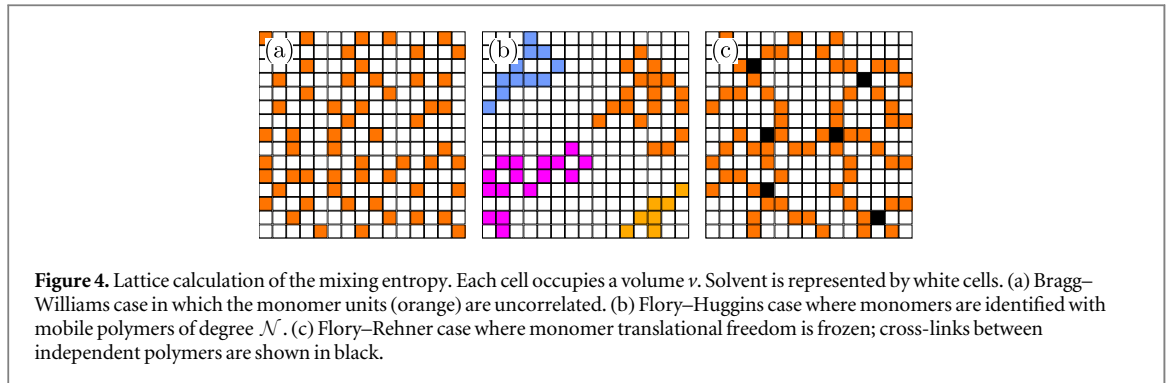 (a)
(b)
(c)
Figure 4. Lattice calculation of the mixing entropy. Each cell occupies a volume v. Solvent is represented by white cells. (a) Bragg–
Williams case in which the monomer units (orange) are uncorrelated. (b) Flory–Huggins case where monomers are identified with
mobile polymers of degree 𝒩. (c) Flory–Rehner case where monomer translational freedom is frozen; cross-links between
independent polymers are shown in black.